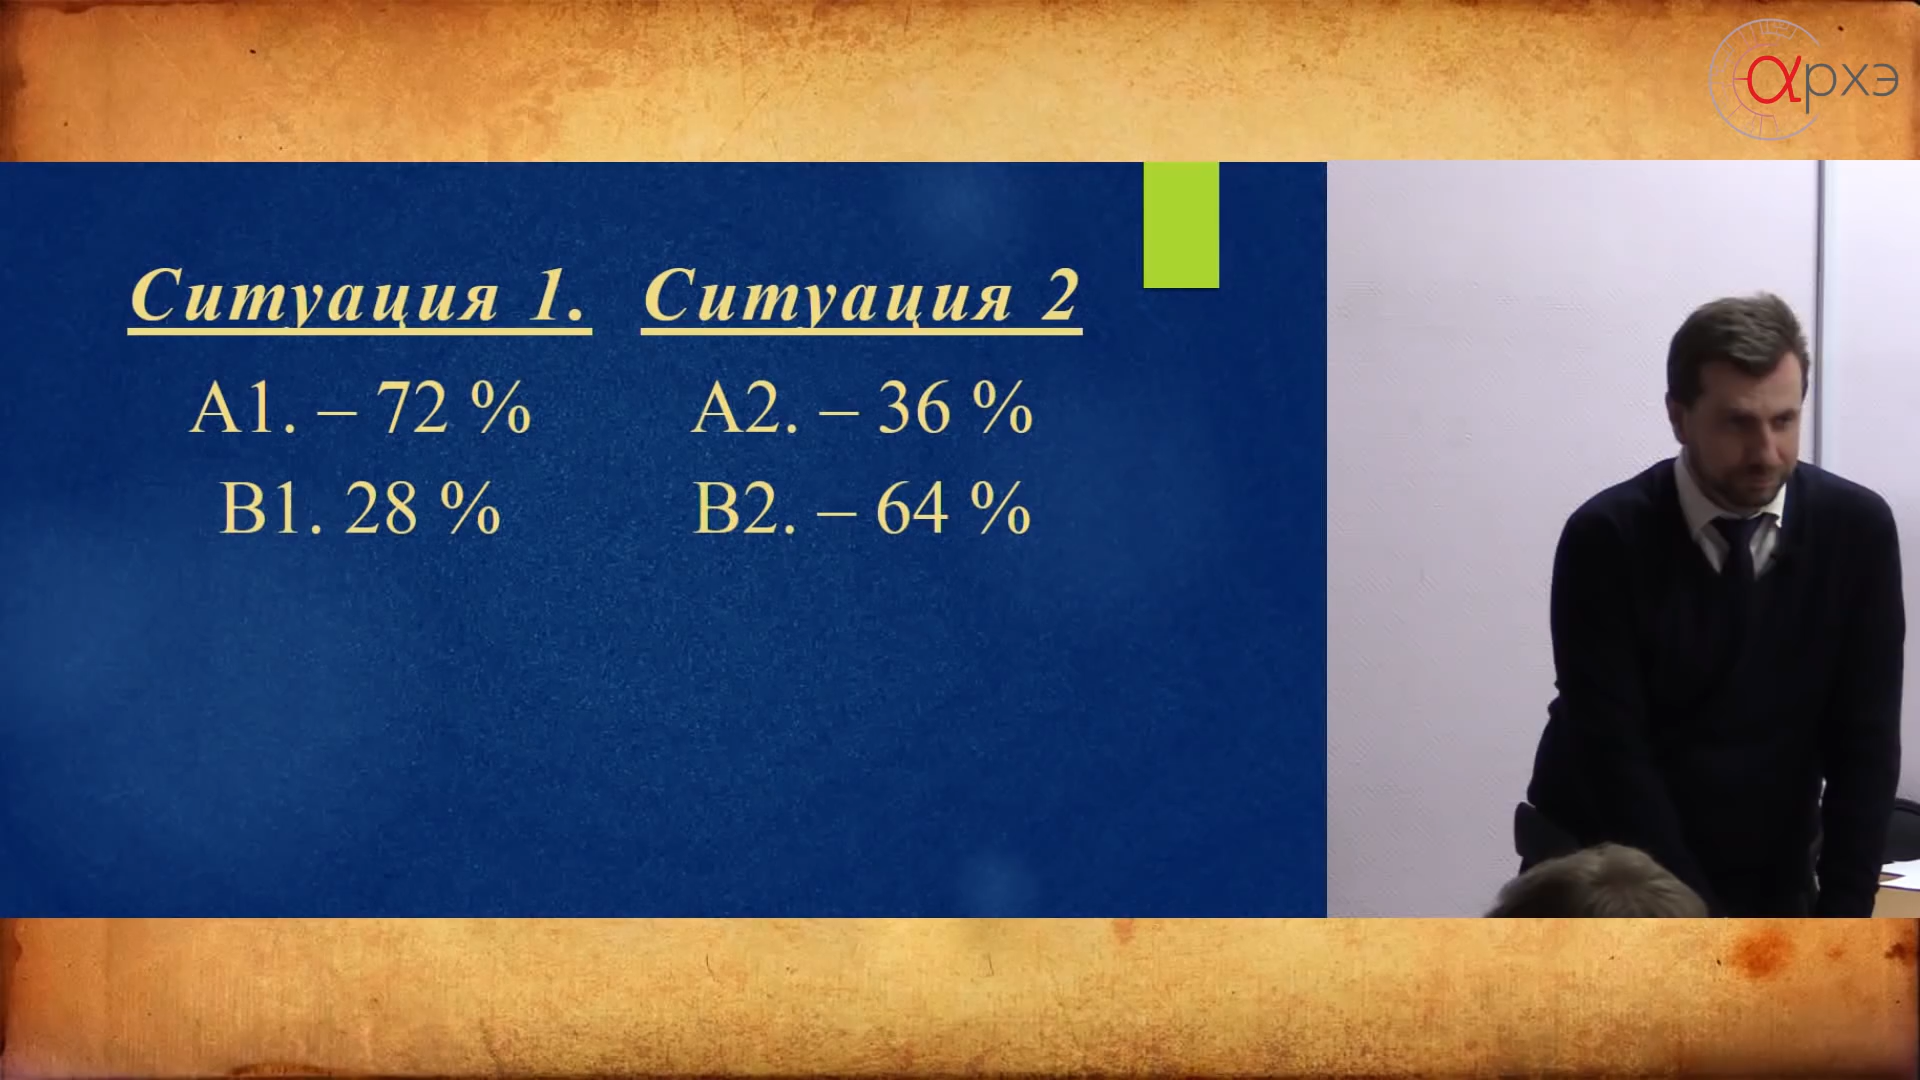 αрхэ
Ситуация 1.
А1. – 72 %
В1. 28 %
Ситуация 2
А2. – 36 %
В2. – 64 %